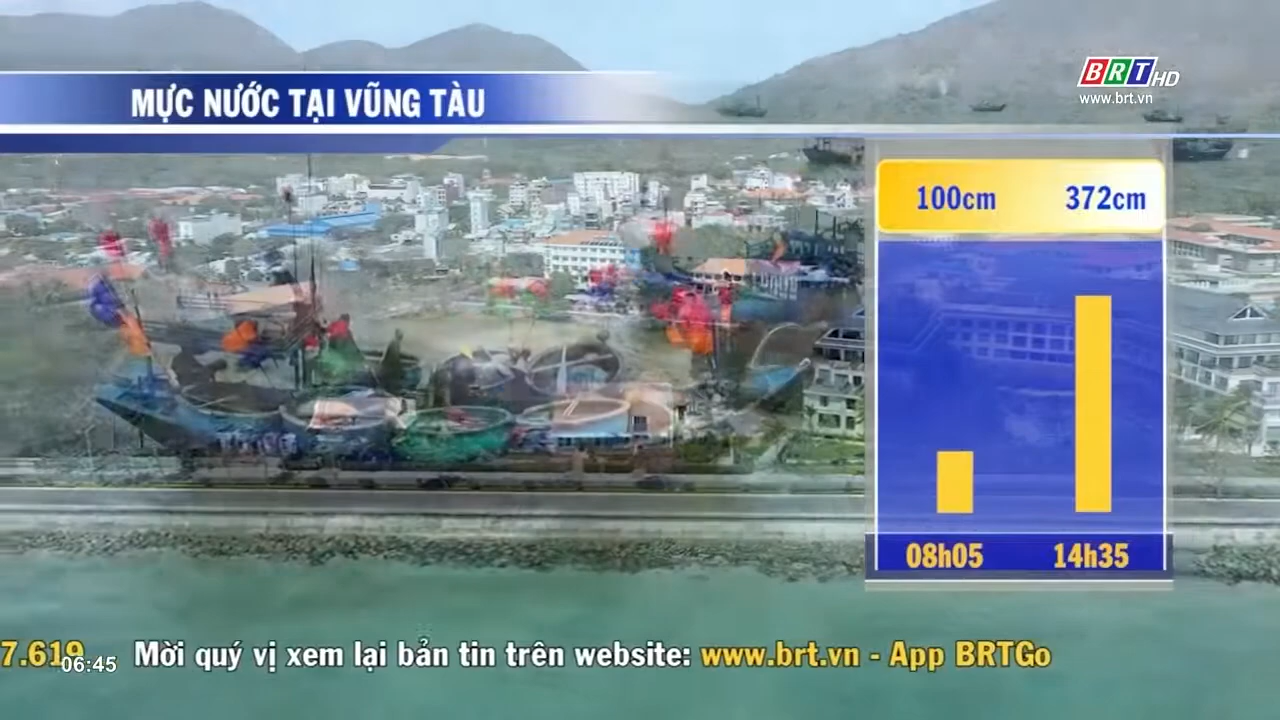 MỰC NƯỚC TẠI VŨNG TÀU
BRT HD
www.brt.vn
100cm 372cm
08h05 14h35
7.619 Mời quý vị xem lại bản tin trên website: www.brt.vn - App BRTGo
06:45